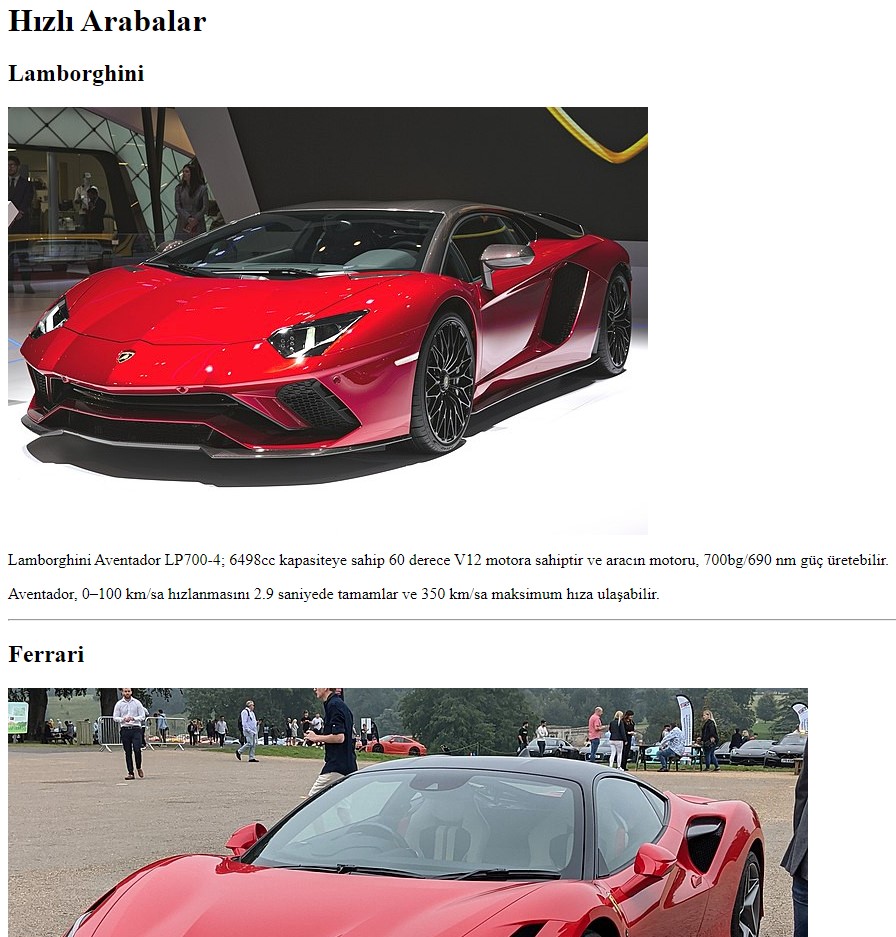 Hızlı Arabalar
Lamborghini
Lamborghini Aventador LP700-4; 6498cc kapasiteye sahip 60 derece V12 motora sahiptir ve aracın motoru, 700bg/690 nm güç üretebilir.
Aventador, 0–100 km/sa hızlanmasını 2.9 saniyede tamamlar ve 350 km/sa maksimum hıza ulaşabilir.
Ferrari